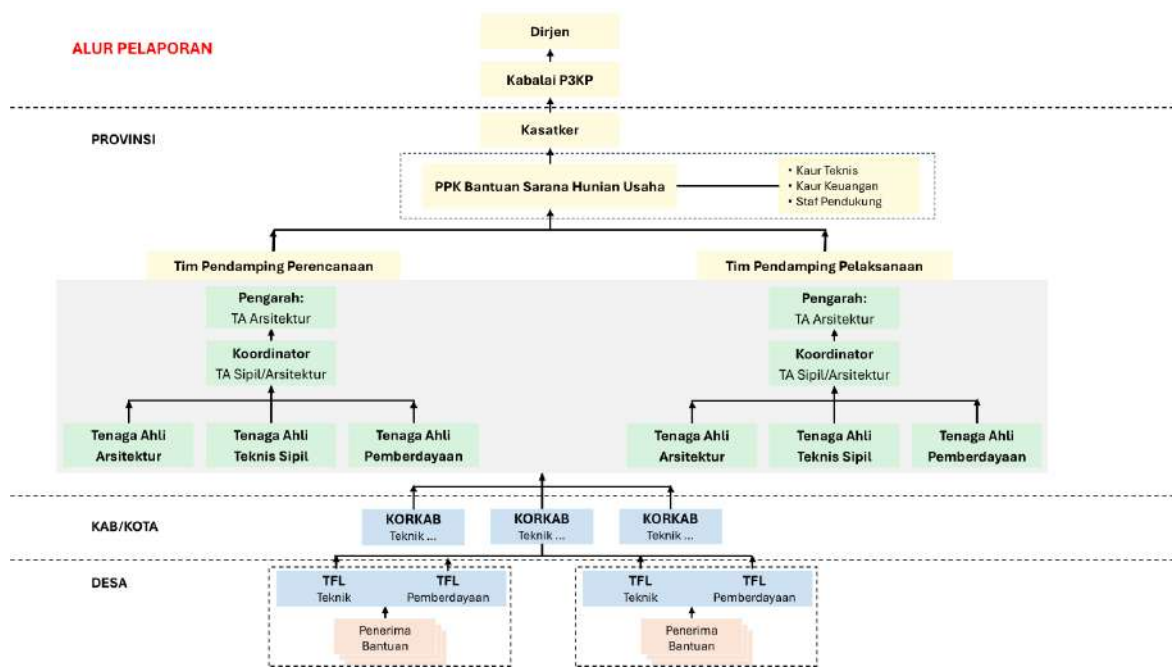 ALUR PELAPORAN
Dirjen
Kabalai P3KP
PROVINSI
Kasatker
PPK Bantuan Sarana Hunian Usaha
• Kaur Teknis
• Kaur Keuangan
• Staf Pendukung
Tim Pendamping Perencanaan
Tim Pendamping Pelaksanaan
Pengarah:
TA Arsitektur
Pengarah:
TA Arsitektur
Koordinator
TA Sipil/Arsitektur
Koordinator
TA Sipil/Arsitektur
Tenaga Ahli
Arsitektur
Tenaga Ahli
Teknis Sipil
Tenaga Ahli
Pemberdayaan
Tenaga Ahli
Arsitektur
Tenaga Ahli
Teknis Sipil
Tenaga Ahli
Pemberdayaan
KAB/KOTA
KORKAB
Teknik ...
KORKAB
Teknik ...
KORKAB
Teknik ...
DESA
TFL
Teknik
TFL
Pemberdayaan
TFL
Teknik
TFL
Pemberdayaan
Penerima
Bantuan
Penerima
Bantuan